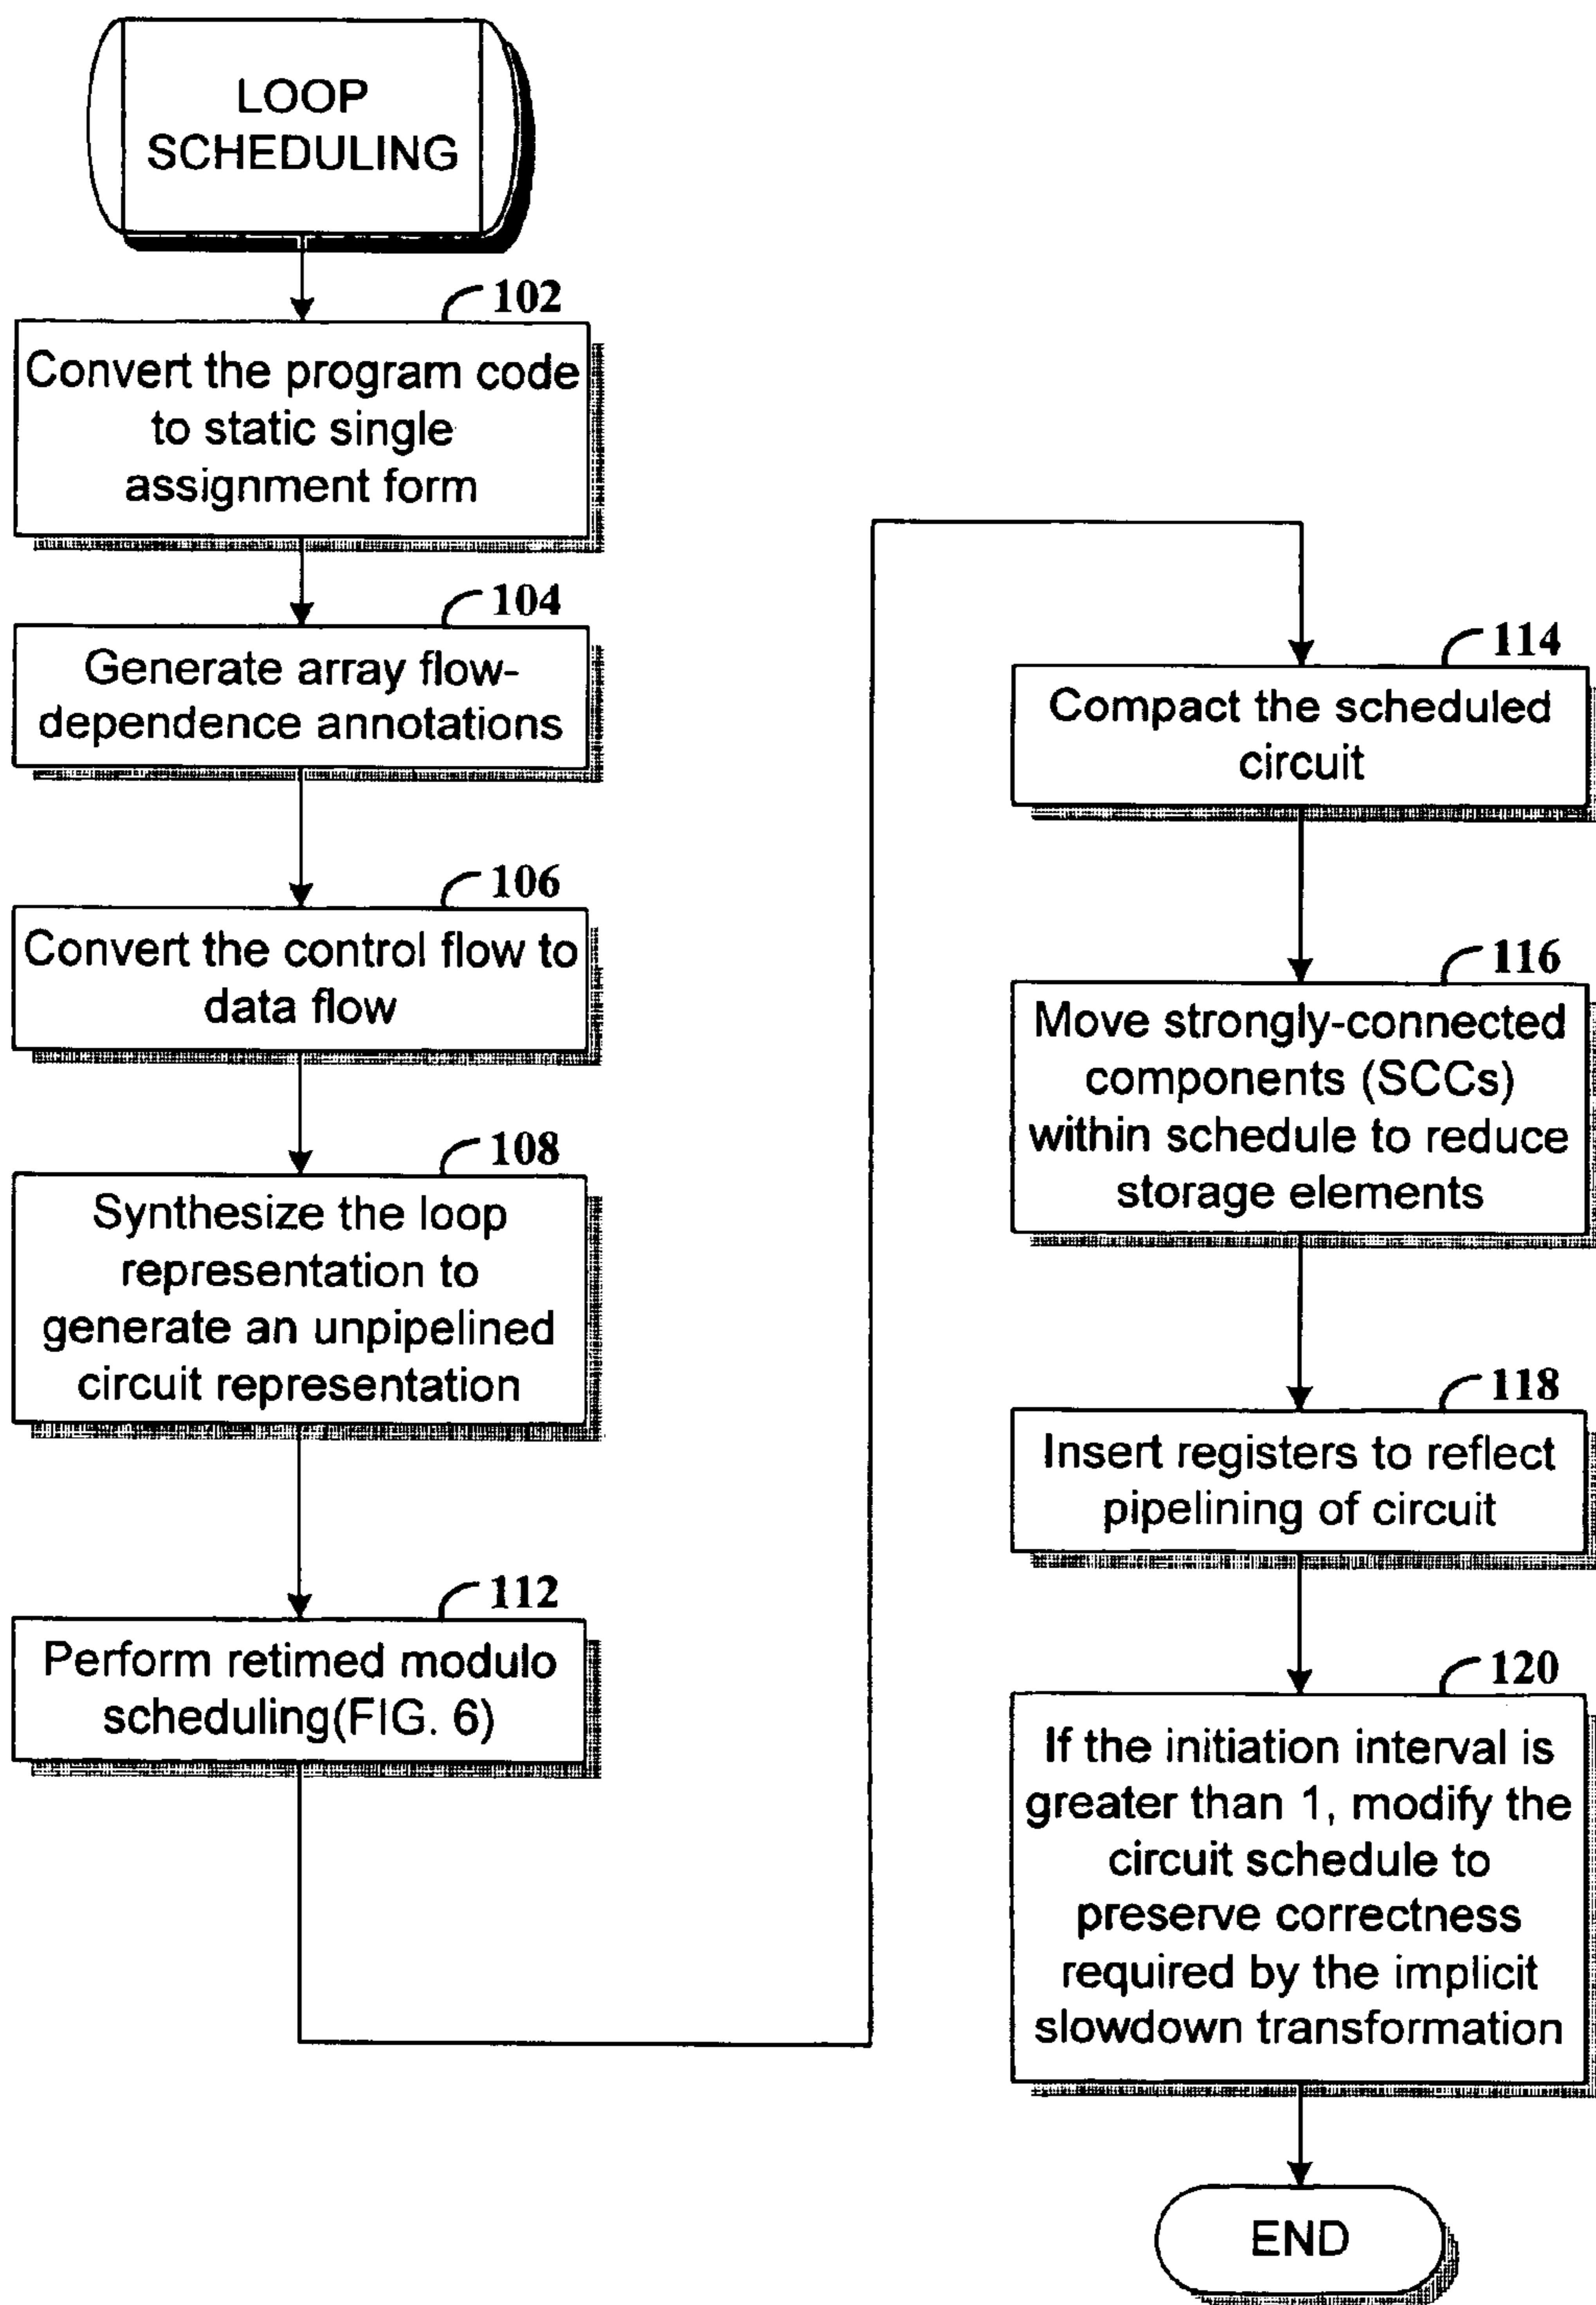 LOOP
SCHEDULING
102
Convert the program code
to static single
assignment form
104
Generate array flow-
dependence annotations
106
Convert the control flow to
data flow
108
Synthesize the loop
representation to
generate an unpipelined
circuit representation
112
Perform retimed modulo
scheduling(FIG. 6)
114
Compact the scheduled
circuit
116
Move strongly-connected
components (SCCs)
within schedule to reduce
storage elements
118
Insert registers to reflect
pipelining of circuit
120
If the initiation interval is
greater than 1, modify the
circuit schedule to
preserve correctness
required by the implicit
slowdown transformation
END